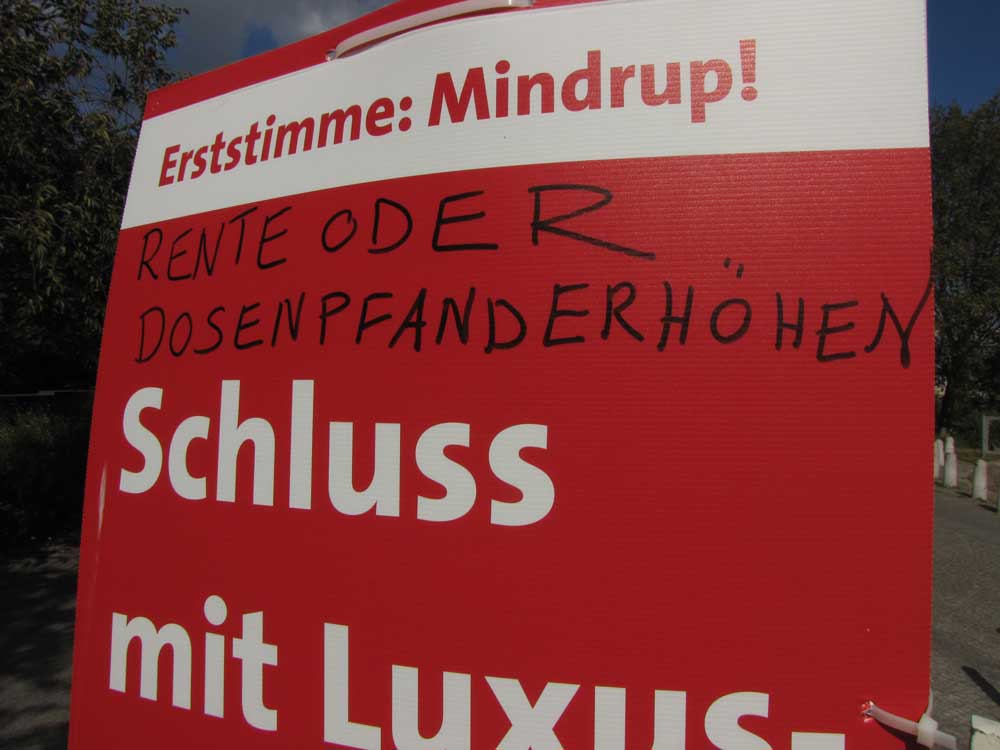 Erststimme: Mindrup!
RENTE ODER
DOSENPFANDERHÖHEN
Schluss
mit Luxus-